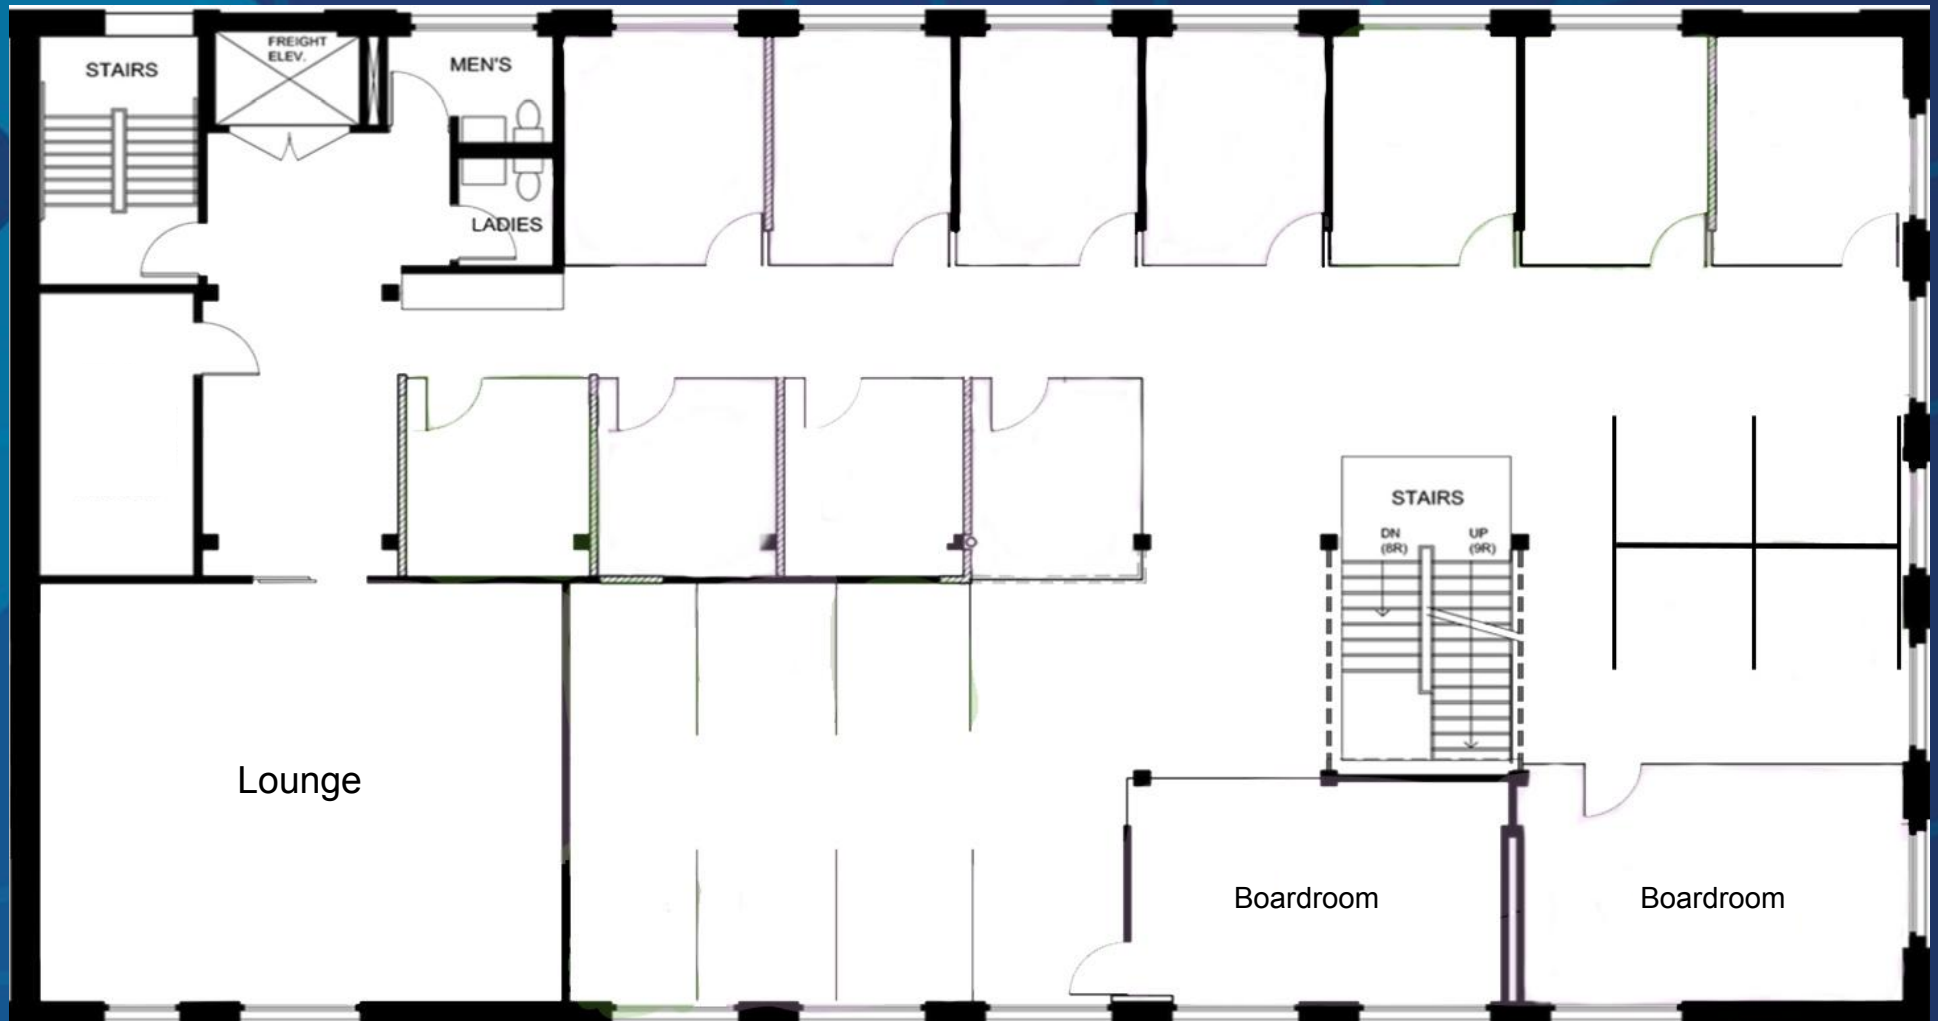 STAIRS
FREIGHT
ELEV.
MEN'S
LADIES
STAIRS
DN
(8R)
UP
(9R)
Lounge
Boardroom
Boardroom